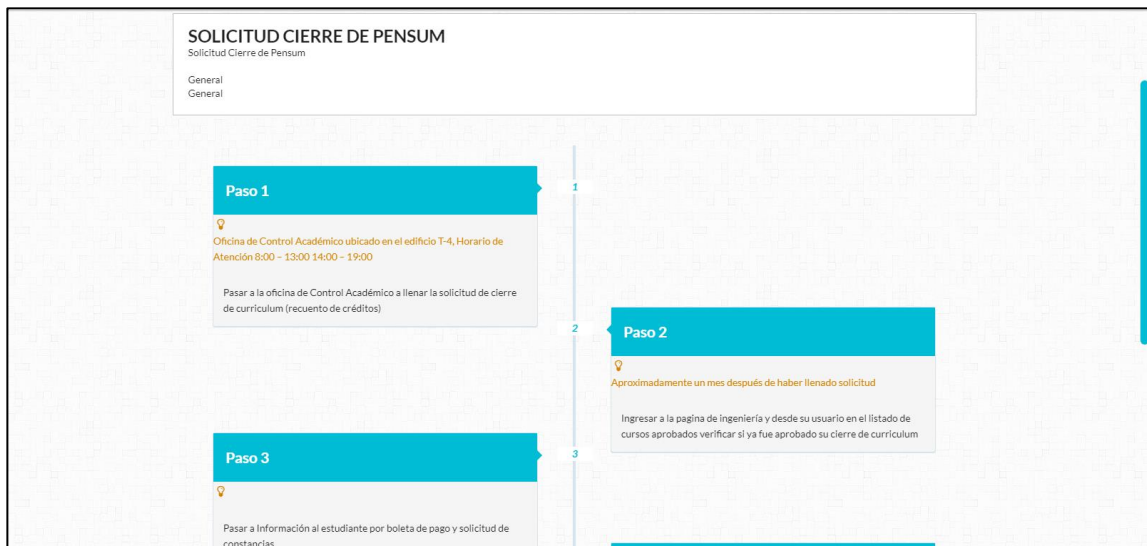 SOLICITUD CIERRE DE PENSUM
Solicitud Cierre de Pensum
General
General
Paso 1
1
Oficina de Control Académico ubicado en el edificio T-4, Horario de
Atención 8:00 – 13:00 14:00 – 19:00
Pasar a la oficina de Control Académico a llenar la solicitud de cierre
de curriculum (recuento de créditos)
2
Paso 2
Aproximadamente un mes después de haber llenado solicitud
Ingresar a la pagina de ingeniería y desde su usuario en el listado de
cursos aprobados verificar si ya fue aprobado su cierre de curriculum
Paso 3
3
Pasar a Información al estudiante por boleta de pago y solicitud de
constancias